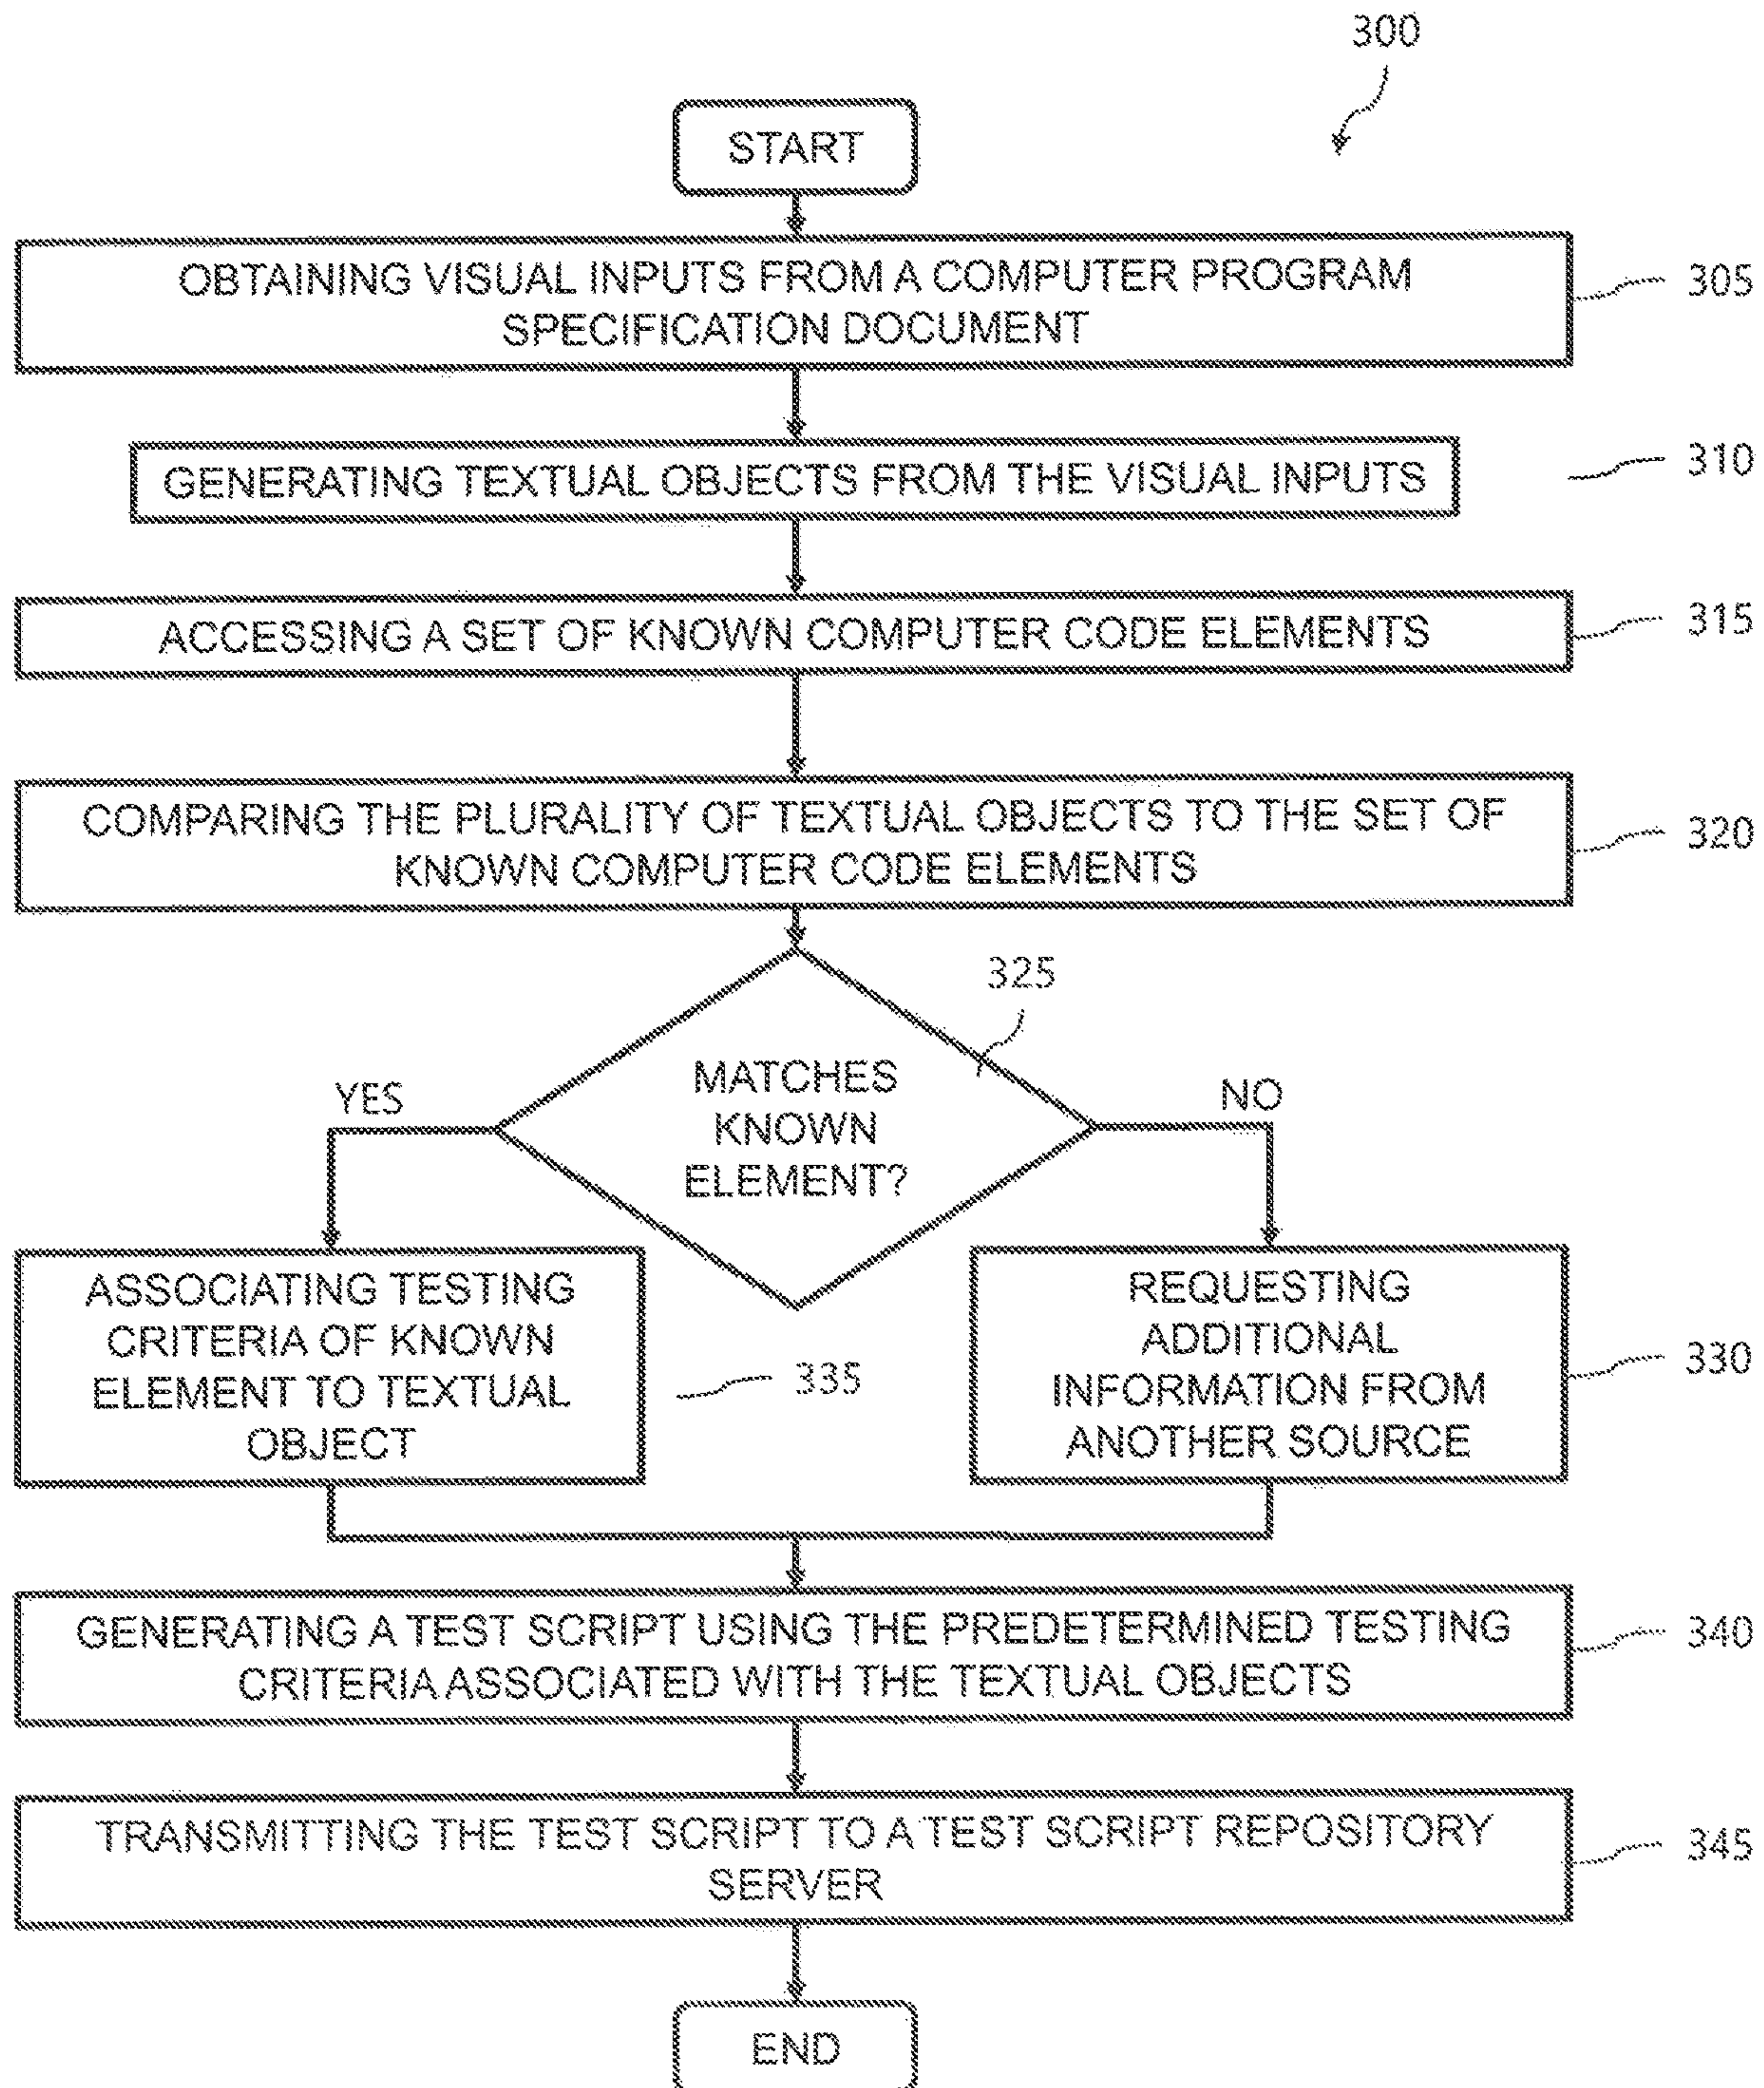 300
START
OBTAINING VISUAL INPUTS FROM A COMPUTER PROGRAM
SPECIFICATION DOCUMENT
305
GENERATING TEXTUAL OBJECTS FROM THE VISUAL INPUTS
310
ACCESSING A SET OF KNOWN COMPUTER CODE ELEMENTS
315
COMPARING THE PLURALITY OF TEXTUAL OBJECTS TO THE SET OF
KNOWN COMPUTER CODE ELEMENTS
320
325
MATCHES
KNOWN
ELEMENT?
YES
NO
ASSOCIATING TESTING
CRITERIA OF KNOWN
ELEMENT TO TEXTUAL
OBJECT
335
REQUESTING
ADDITIONAL
INFORMATION FROM
ANOTHER SOURCE
330
GENERATING A TEST SCRIPT USING THE PREDETERMINED TESTING
CRITERIA ASSOCIATED WITH THE TEXTUAL OBJECTS
340
TRANSMITTING THE TEST SCRIPT TO A TEST SCRIPT REPOSITORY
SERVER
345
END